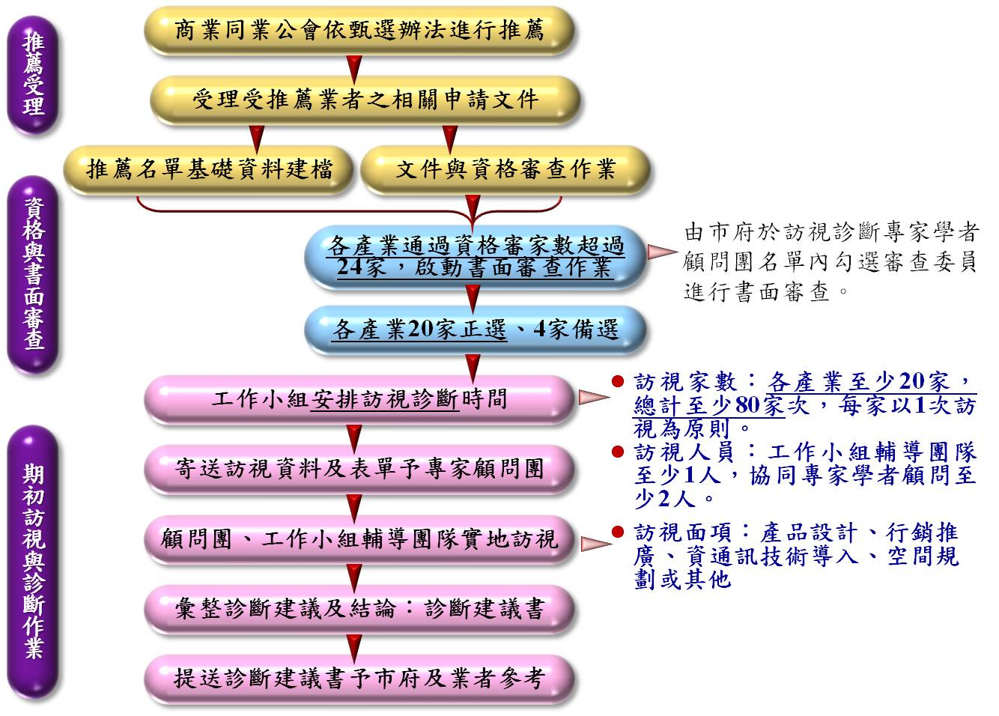 推薦受理
商業同業公會依甄選辦法進行推薦
受理受推薦業者之相關申請文件
推薦名單基礎資料建檔
文件與資格審查作業
資格與書面審查
各產業通過資格審家數超過
24家，啟動書面審查作業
由市府於訪視診斷專家學者
顧問團名單內勾選審查委員
進行書面審查。
各產業20家正選、4家備選
期初訪視與診斷作業
工作小組安排訪視診斷時間
訪視家數：各產業至少20家，
總計至少80家次，每家以1次訪
視為原則。
訪視人員：工作小組輔導團隊
至少1人，協同專家學者顧問至
少2人。
寄送訪視資料及表單予專家顧問團
顧問團、工作小組輔導團隊實地訪視
訪視面項：產品設計、行銷推
廣、資通訊技術導入、空間規
劃或其他
彙整診斷建議及結論：診斷建議書
提送診斷建議書予市府及業者參考